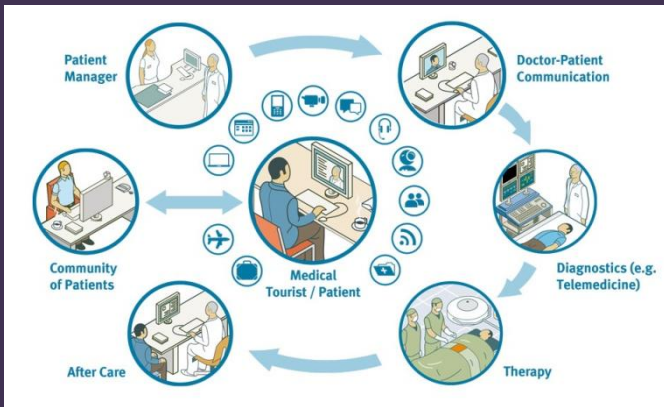 Patient
Manager
Doctor-Patient
Communication
Community
of Patients
Medical
Tourist / Patient
Diagnostics (e.g.
Telemedicine)
After Care
Therapy